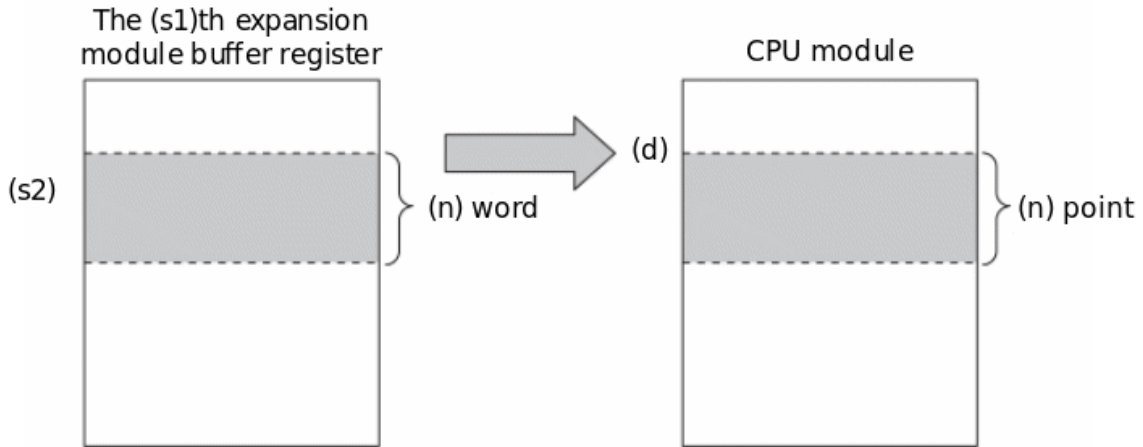 The (s1)th expansion
module buffer register
CPU module
(s2)
(n) word
(d)
(n) point